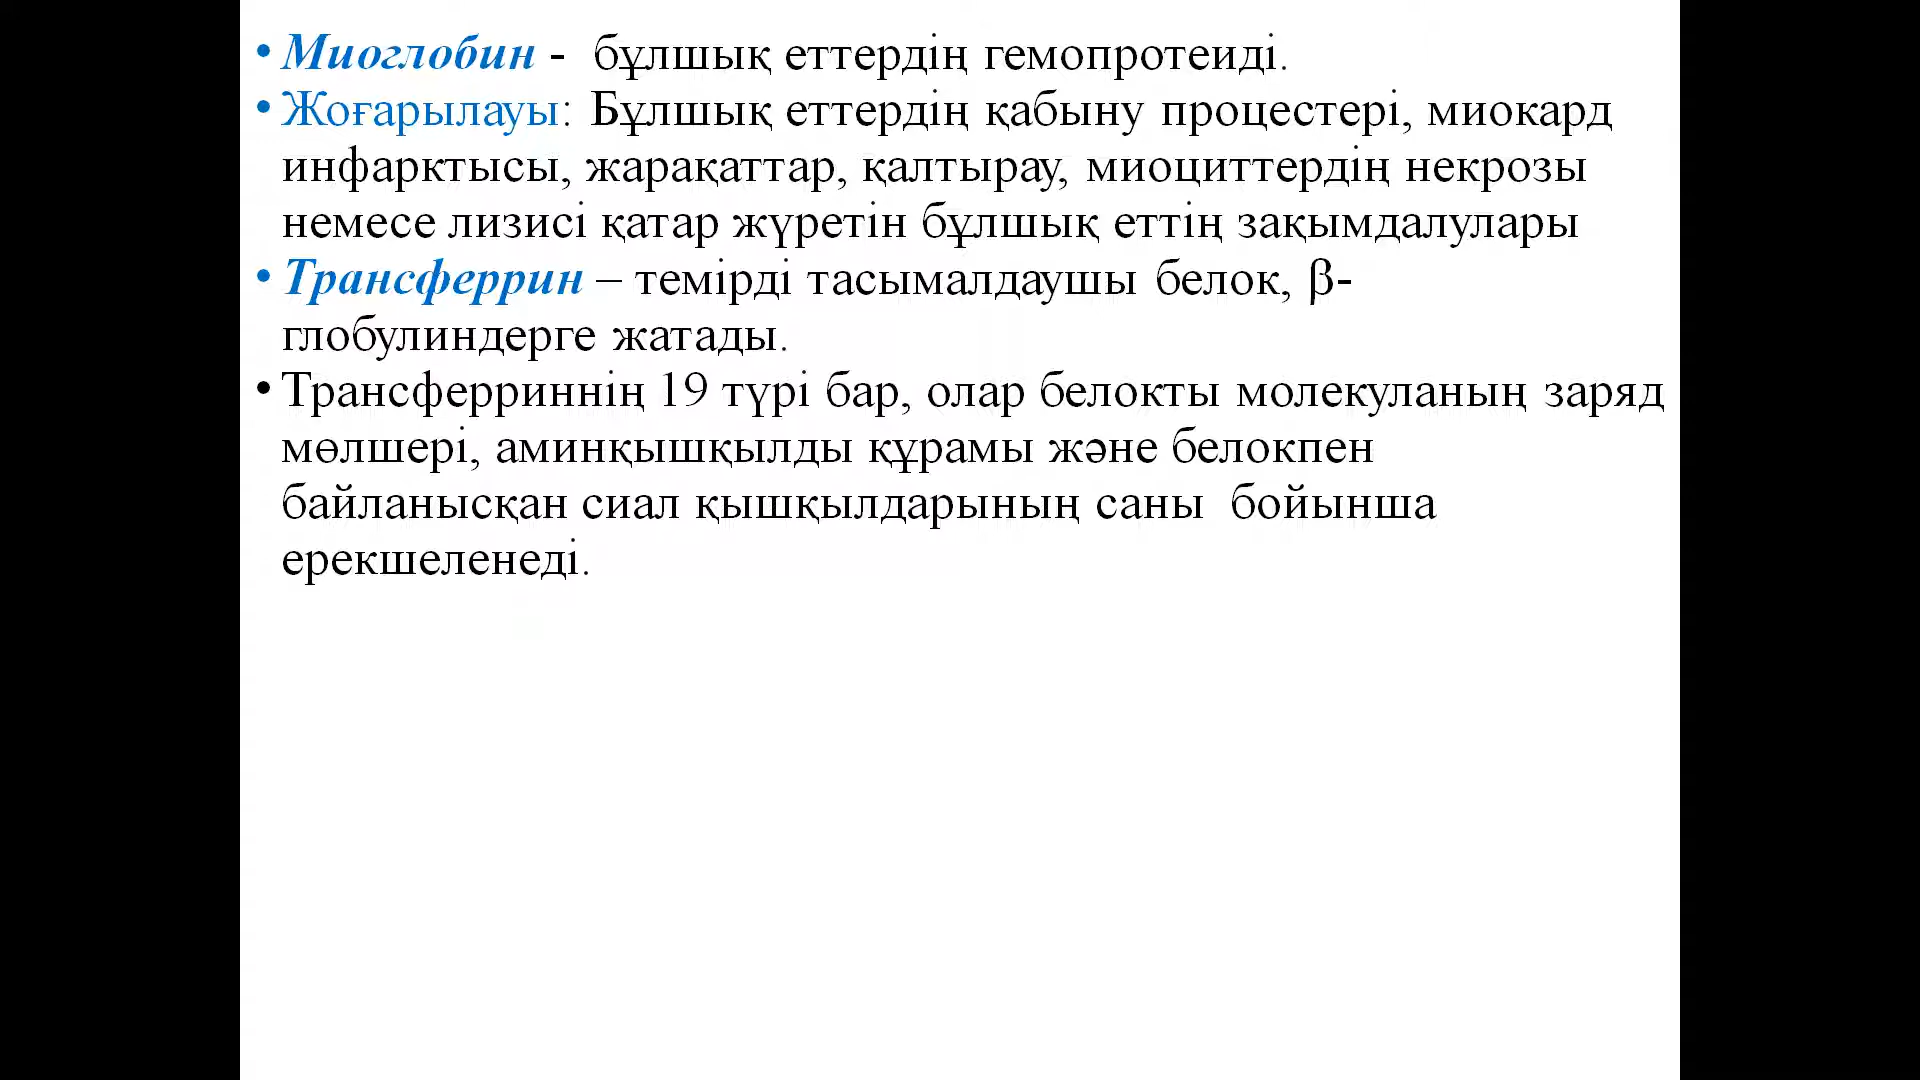 • Миоглобин -  бұлшық еттердің гемопротеиді.
• Жоғарылауы: Бұлшық еттердің қабыну процестері, миокард
инфарктысы, жарақаттар, қалтырау, миоциттердің некрозы
немесе лизисі қатар жүретін бұлшық еттің зақымдалулары
• Трансферрин – темірді тасымалдаушы белок, β-
глобулиндерге жатады.
• Трансферриннің 19 түрі бар, олар белокты молекуланың заряд
мөлшері, аминқышқылды құрамы және белокпен
байланысқан сиал қышқылдарының саны  бойынша
ерекшеленеді.